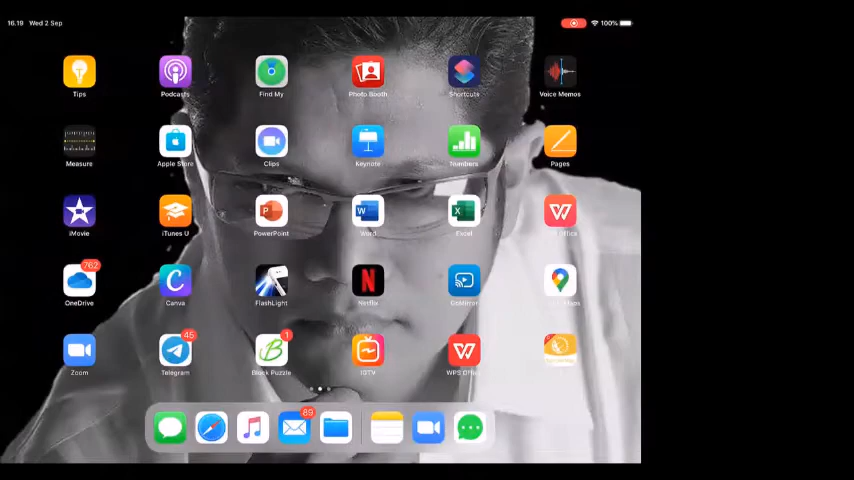 16.19 Wed 2 Sep
100%
Tips Podcasts Find My Photo Booth Shortcuts Voice Memos
Measure Apple Store Clips Keynote Numbers Pages
iMovie iTunes U PowerPoint Word Excel Office
P W X W
762
OneDrive Canva FlashLight Netflix Maps
C N
45 1
Zoom Telegram Block Puzzle IGTV WPS Office
B W
89